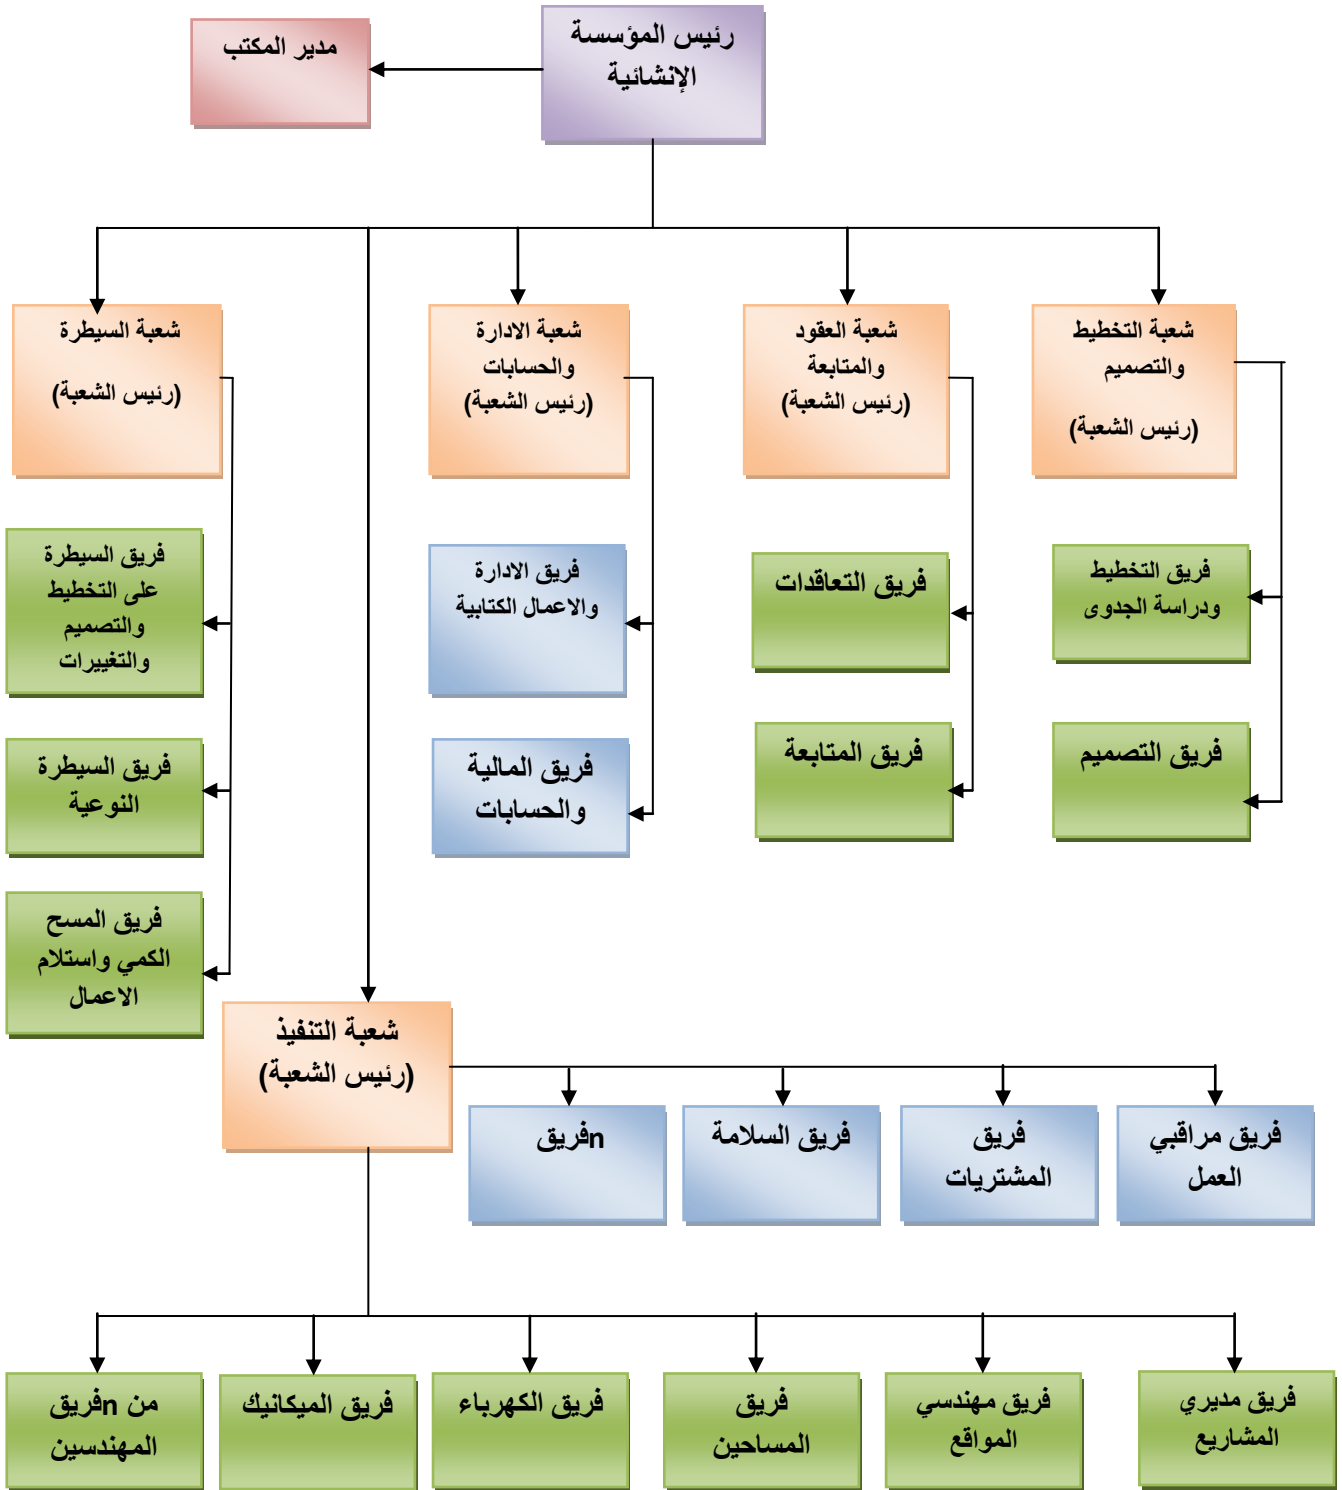 رئيس المؤسسة
الإنشائية
مدير المكتب
شعبة التخطيط
والتصميم
(رئيس الشعبة)
شعبة العقود
والمتابعة
(رئيس الشعبة)
شعبة الادارة
والحسابات
(رئيس الشعبة)
شعبة السيطرة
(رئيس الشعبة)
فريق التخطيط
ودراسة الجدوى
فريق التعاقدات
فريق الادارة
والاعمال الكتابية
فريق السيطرة
على التخطيط
والتصميم
والتغييرات
فريق التصميم
فريق المتابعة
فريق المالية
والحسابات
فريق السيطرة
النوعية
فريق المسح
الكمي واستلام
الاعمال
شعبة التنفيذ
(رئيس الشعبة)
فريق مراقبي
العمل
فريق
المشتريات
فريق السلامة
فريقn
فريق مديري
المشاريع
فريق مهندسي
المواقع
فريق
المساحين
فريق الكهرباء
فريق الميكانيك
فريقn من
المهندسين